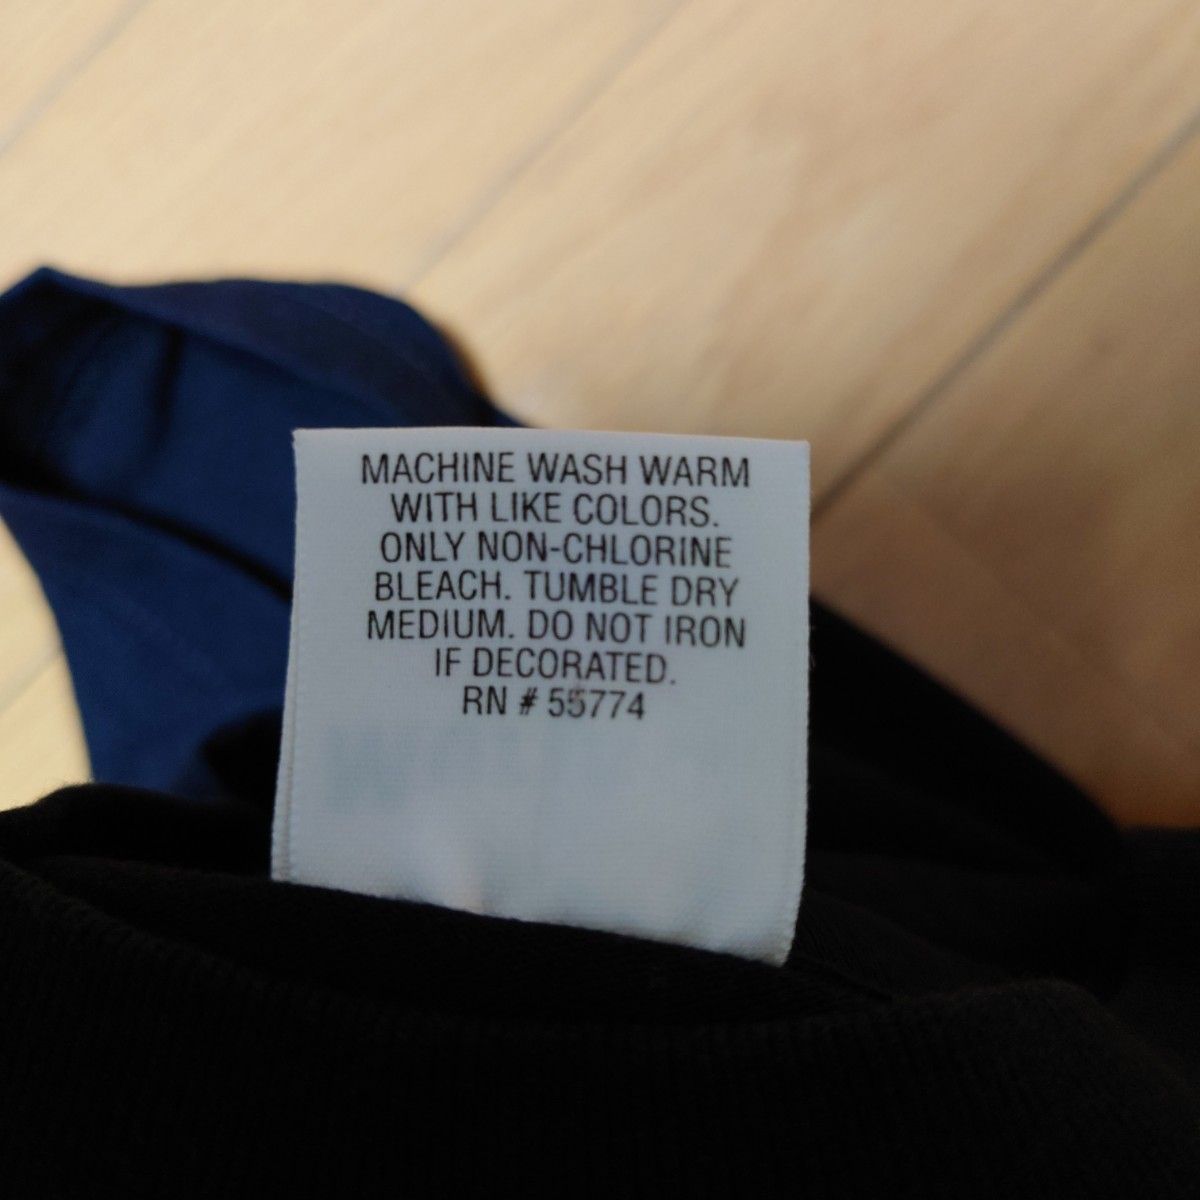 MACHINE WASH WARM
WITH LIKE COLORS.
ONLY NON-CHLORINE
BLEACH. TUMBLE DRY
MEDIUM. DO NOT IRON
IF DECORATED.
RN # 55774